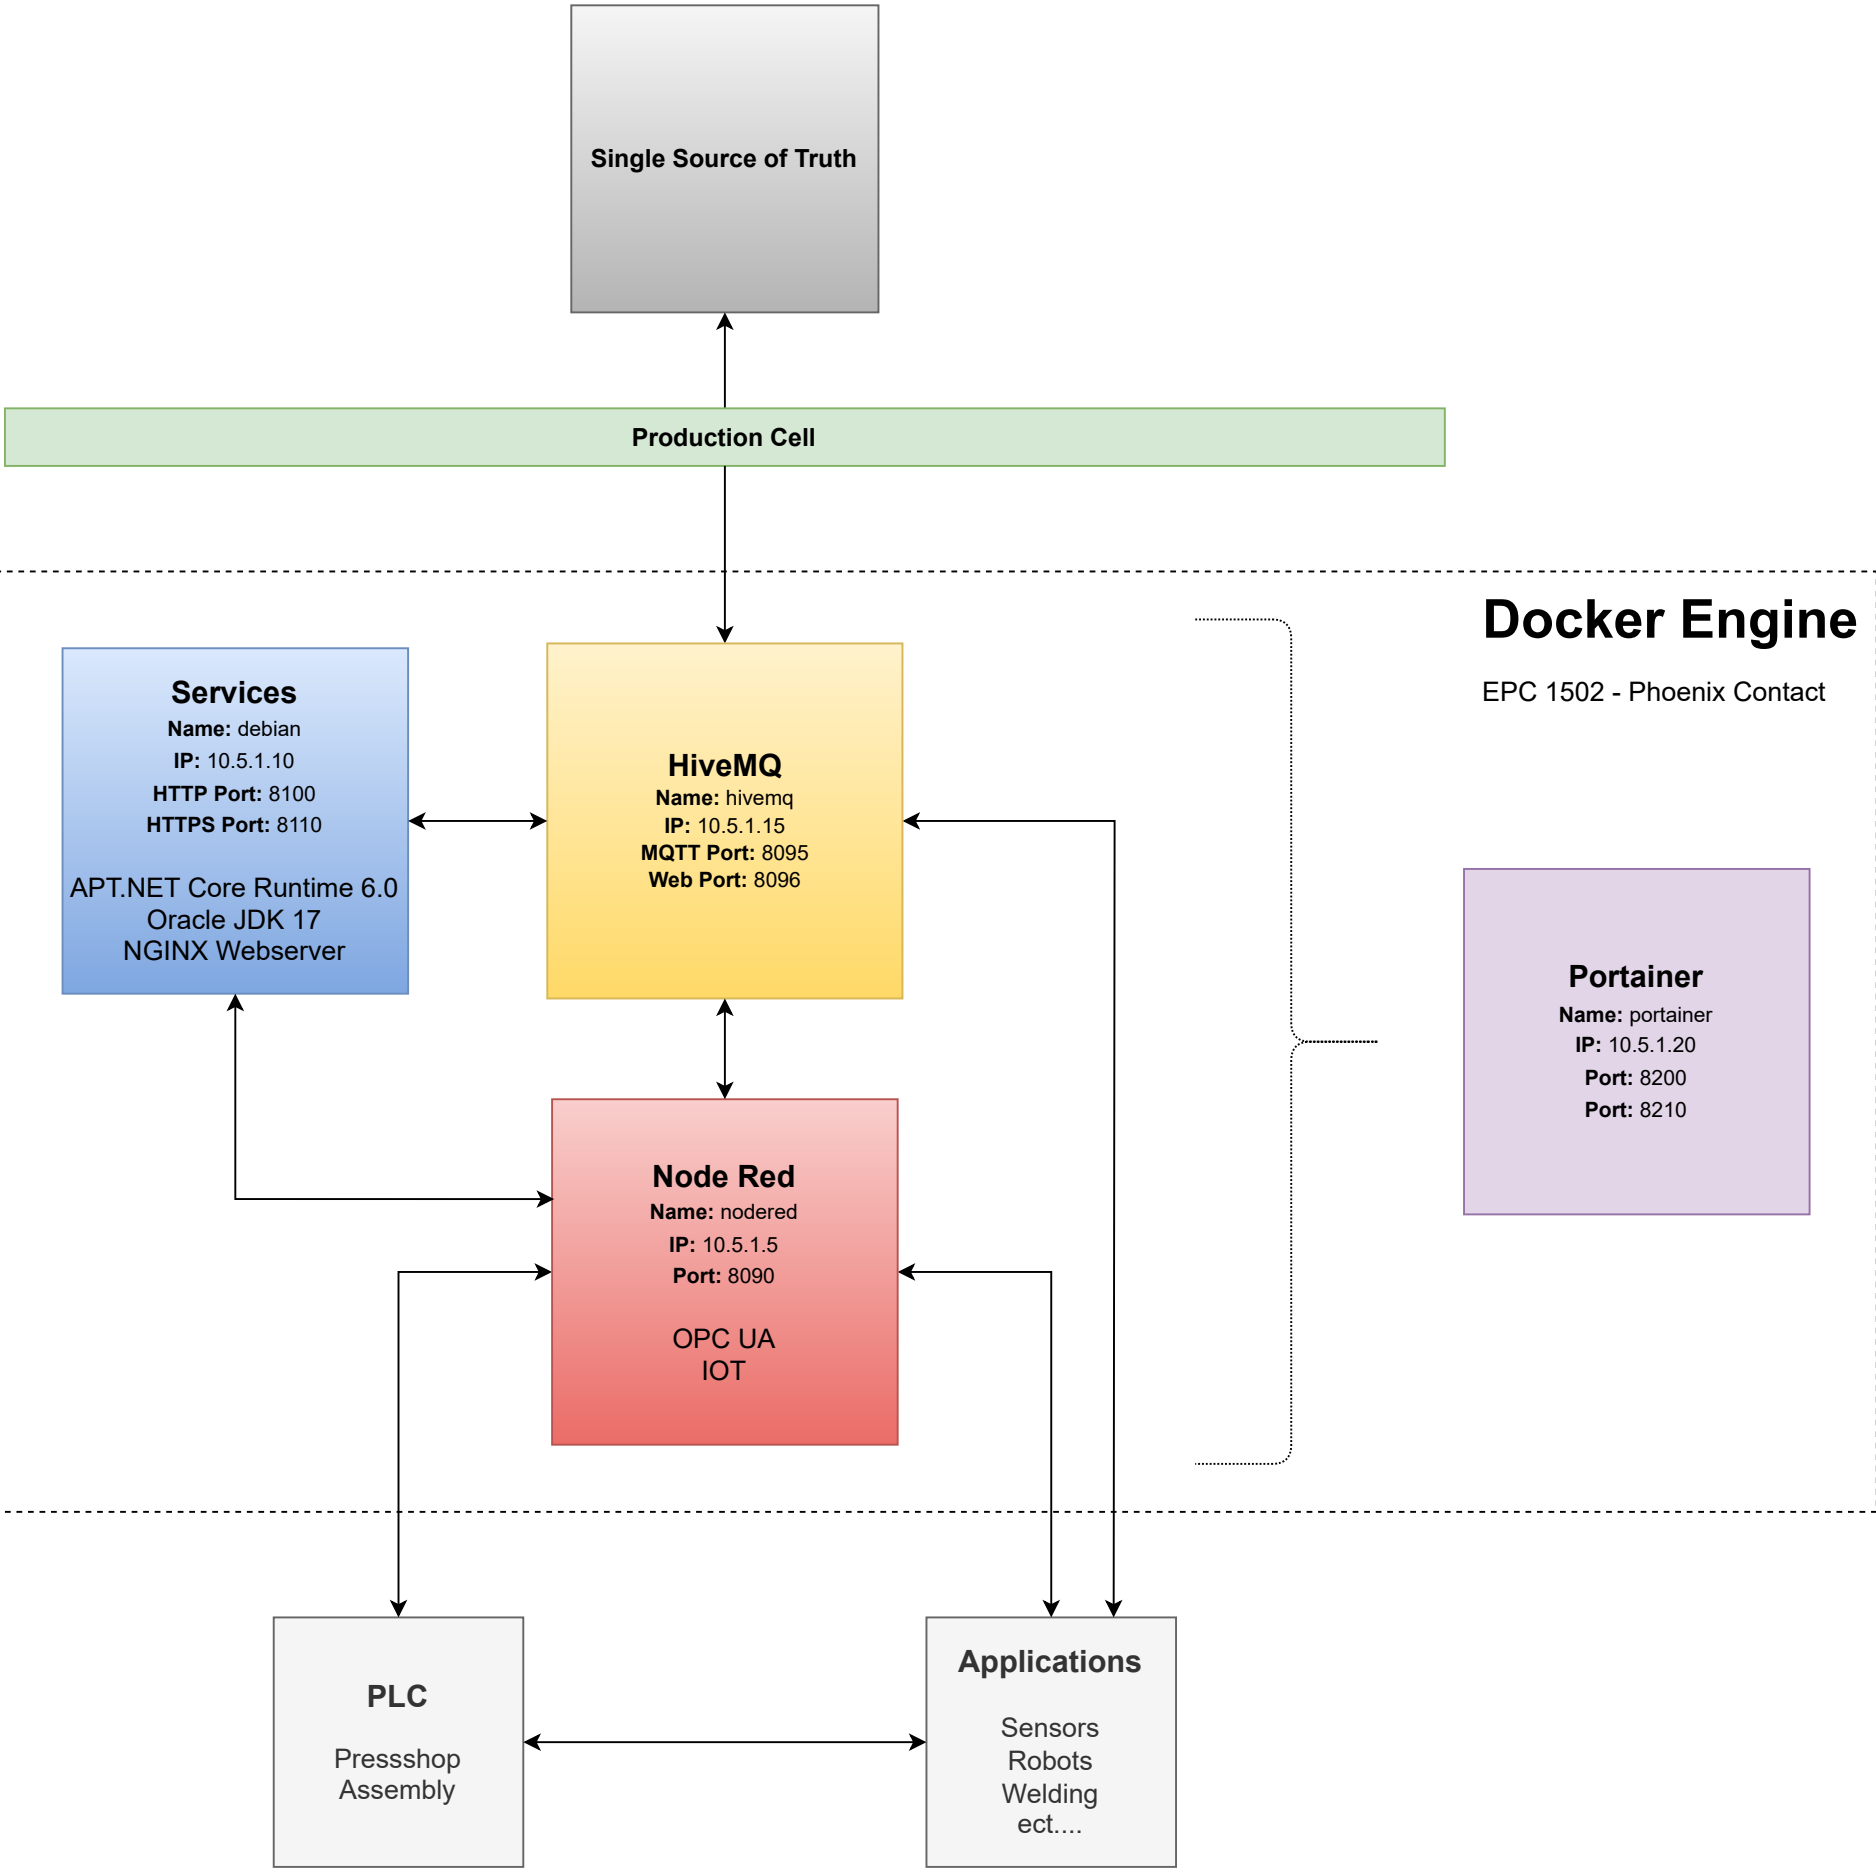 Single Source of Truth
Production Cell
Docker Engine
EPC 1502 - Phoenix Contact
Services
Name: debian
IP: 10.5.1.10
HTTP Port: 8100
HTTPS Port: 8110
APT.NET Core Runtime 6.0
Oracle JDK 17
NGINX Webserver
HiveMQ
Name: hivemq
IP: 10.5.1.15
MQTT Port: 8095
Web Port: 8096
Portainer
Name: portainer
IP: 10.5.1.20
Port: 8200
Port: 8210
Node Red
Name: nodered
IP: 10.5.1.5
Port: 8090
OPC UA
IOT
PLC
Pressshop
Assembly
Applications
Sensors
Robots
Welding
ect....